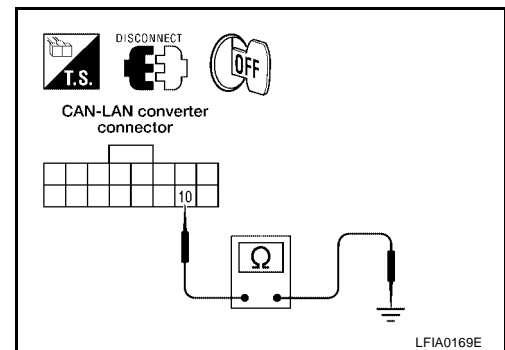 DISCONNECT
T.S.
OFF
CAN-LAN converter
connector
10
Ω
LFIA0169E